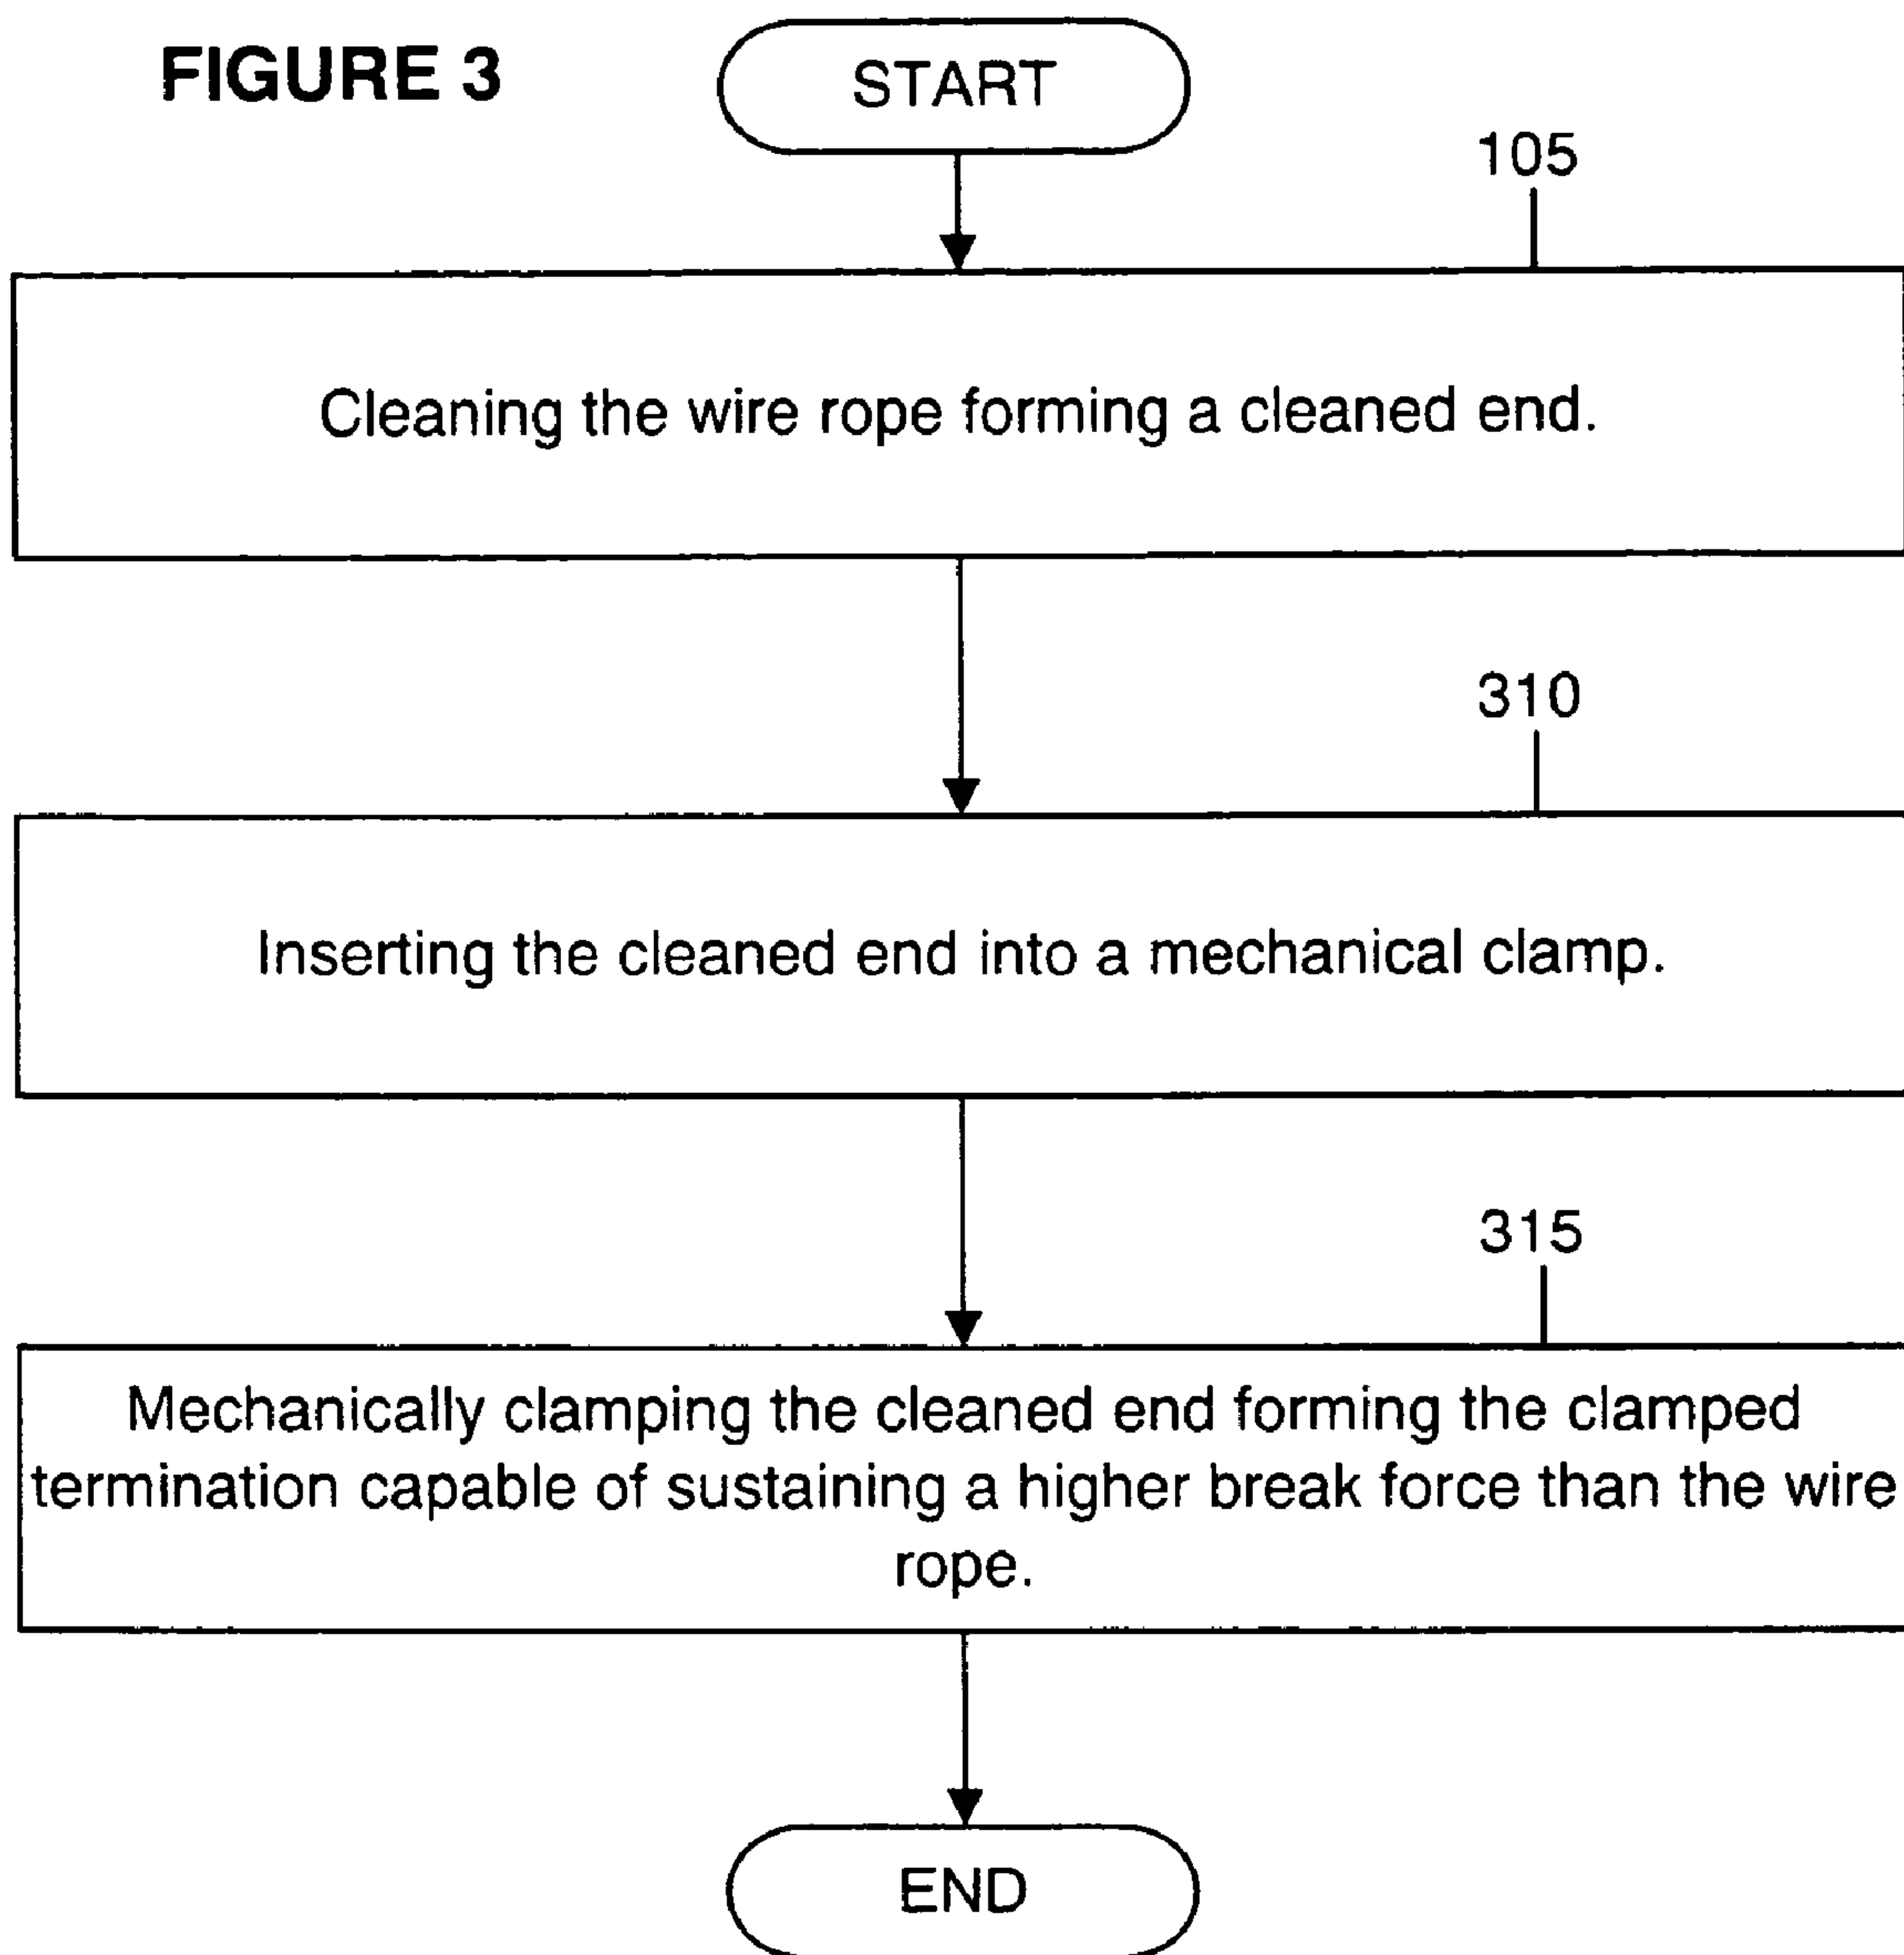 FIGURE 3
START
105
Cleaning the wire rope forming a cleaned end.
310
Inserting the cleaned end into a mechanical clamp.
315
Mechanically clamping the cleaned end forming the clamped
termination capable of sustaining a higher break force than the wire
rope.
END